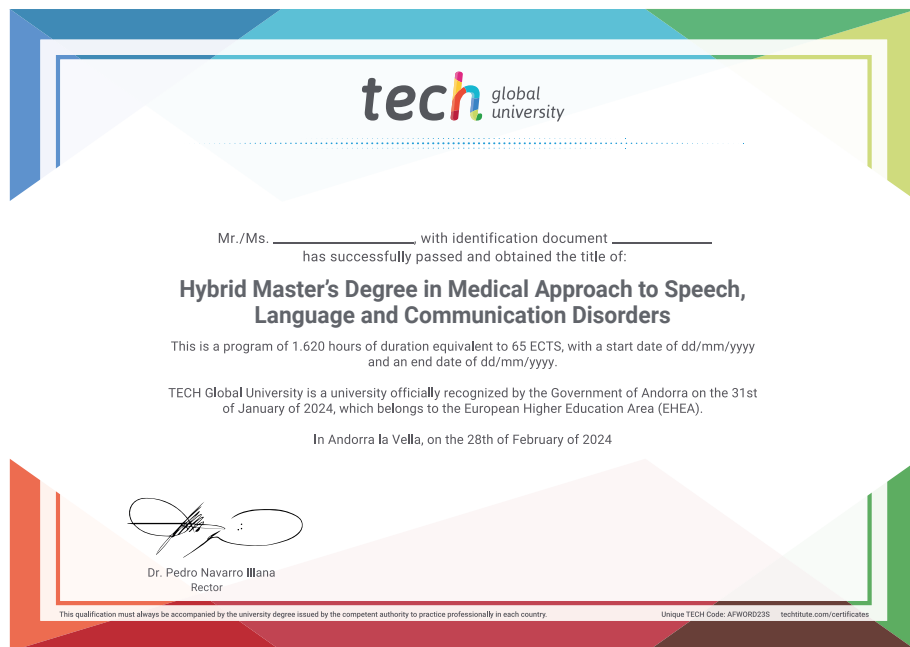 tech global
university
Mr./Ms. ____________, with identification document ____________
has successfully passed and obtained the title of:
Hybrid Master's Degree in Medical Approach to Speech,
Language and Communication Disorders
This is a program of 1.620 hours of duration equivalent to 65 ECTS, with a start date of dd/mm/yyyy
and an end date of dd/mm/yyyy.
TECH Global University is a university officially recognized by the Government of Andorra on the 31st
of January of 2024, which belongs to the European Higher Education Area (EHEA).
In Andorra la Vella, on the 28th of February of 2024
Dr. Pedro Navarro Illana
Rector
This qualification must always be accompanied by the university degree issued by the competent authority to practice professionally in each country.
Unique TECH Code: AFWORD23S techtitute.com/certificates